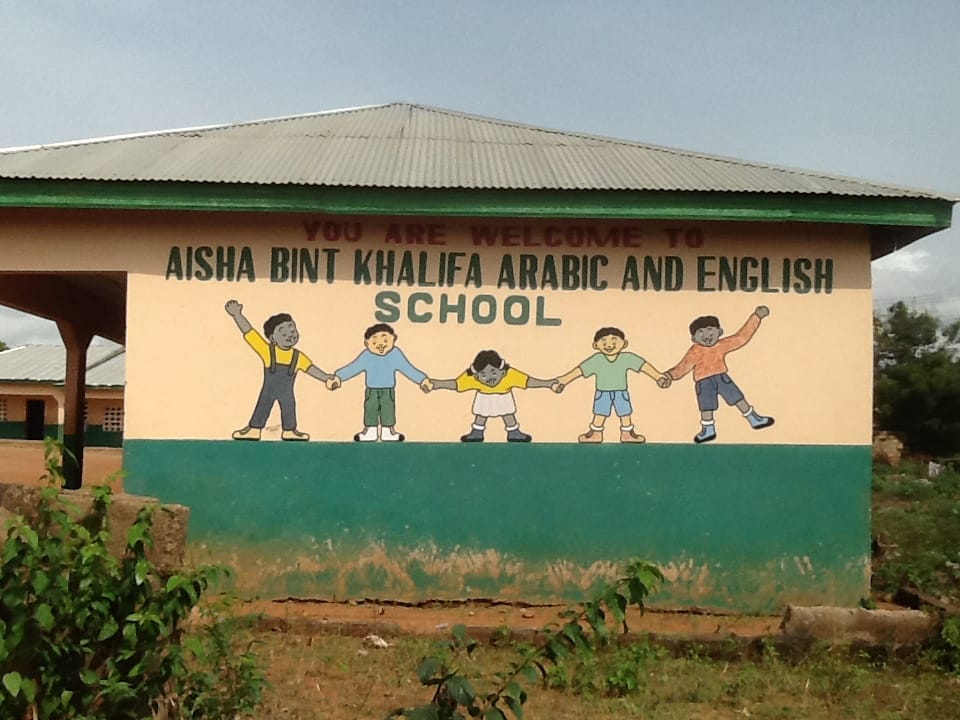 YOU ARE WELCOME TO
AISHA BINT KHALIFA ARABIC AND ENGLISH
SCHOOL